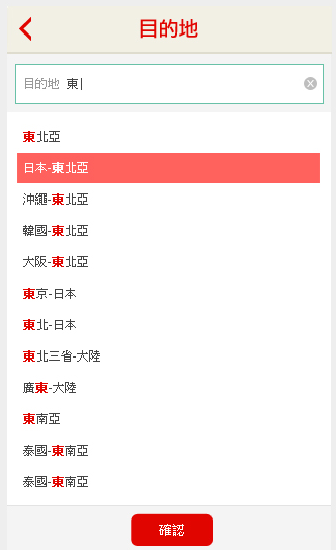 目的地
目的地 東
東北亞
日本-東北亞
沖繩-東北亞
韓國-東北亞
大阪-東北亞
東京-日本
東北-日本
東北三省-大陸
廣東-大陸
東南亞
泰國-東南亞
泰國-東南亞
確認